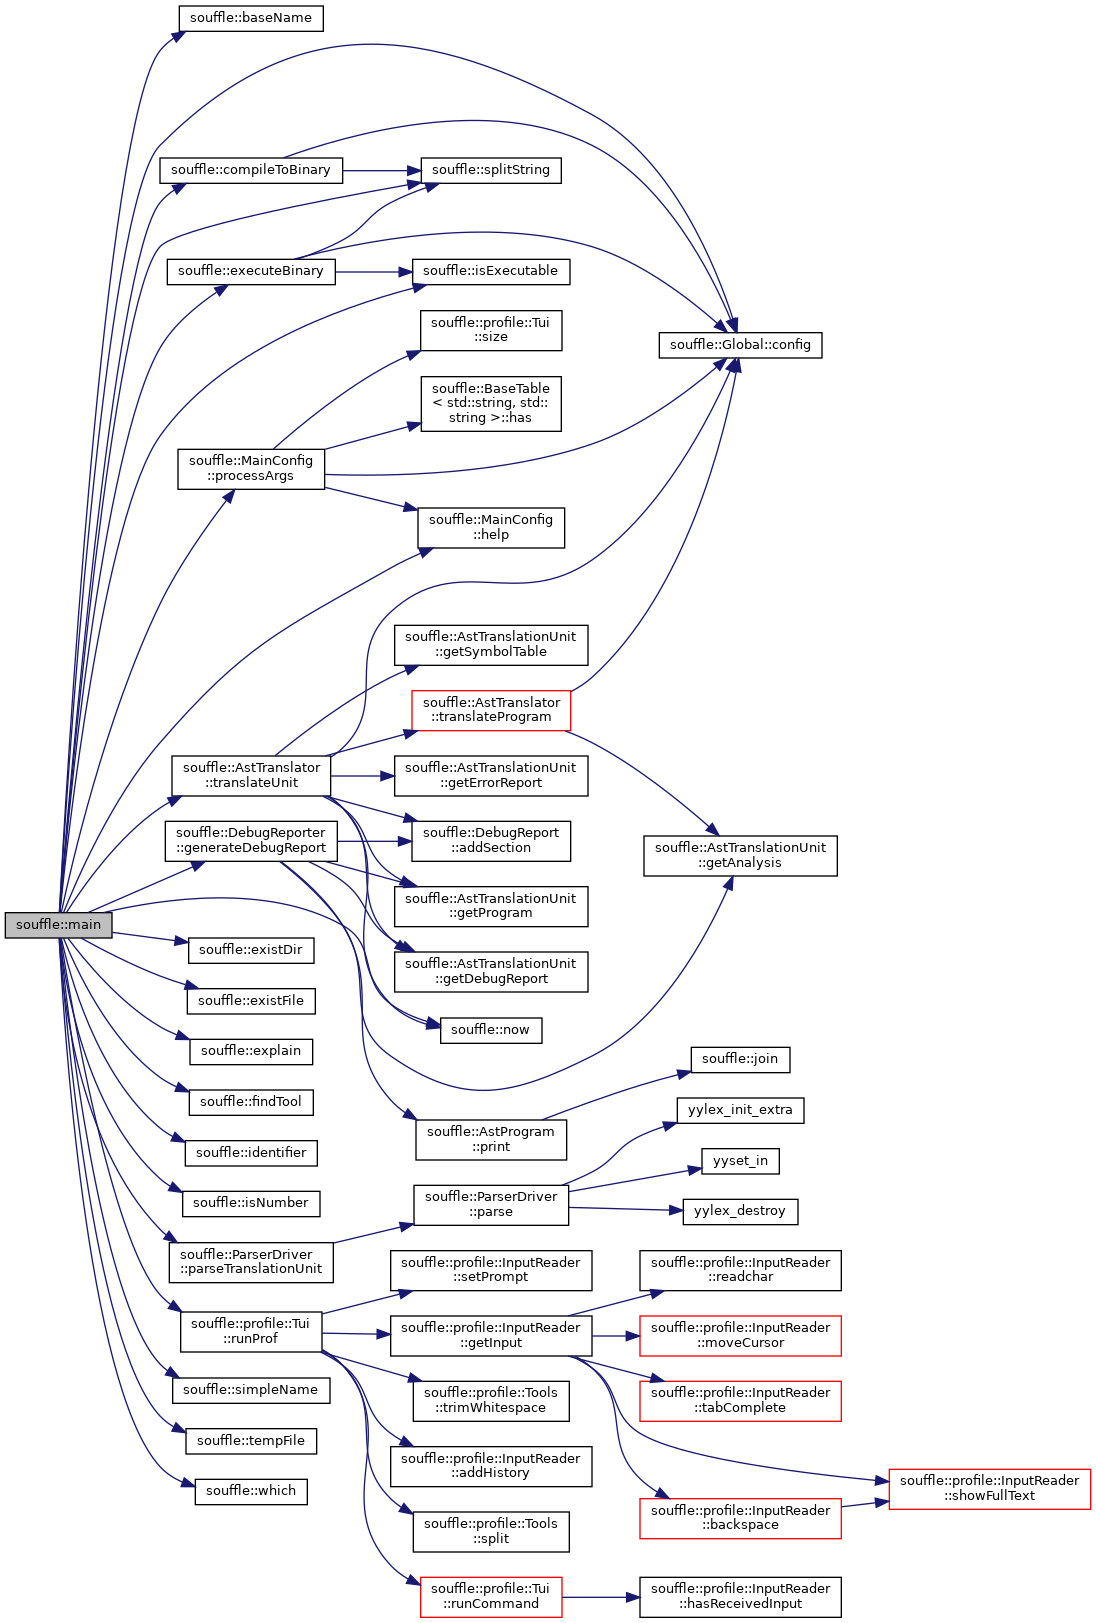 souffle::baseName
souffle::compileToBinary
souffle::splitString
souffle::executeBinary
souffle::isExecutable
souffle::profile::Tui
::size
souffle::Global::config
souffle::BaseTable
< std::string, std::
string >::has
souffle::MainConfig
::processArgs
souffle::MainConfig
::help
souffle::AstTranslationUnit
::getSymbolTable
souffle::AstTranslator
::translateProgram
souffle::AstTranslator
::translateUnit
souffle::AstTranslationUnit
::getErrorReport
souffle::DebugReporter
::generateDebugReport
souffle::DebugReport
::addSection
souffle::AstTranslationUnit
::getAnalysis
souffle::AstTranslationUnit
::getProgram
souffle::main
souffle::existDir
souffle::AstTranslationUnit
::getDebugReport
souffle::existFile
souffle::now
souffle::explain
souffle::join
souffle::findTool
yylex_init_extra
souffle::AstProgram
::print
souffle::identifier
yyset_in
souffle::isNumber
souffle::ParserDriver
::parse
yylex_destroy
souffle::ParserDriver
::parseTranslationUnit
souffle::profile::InputReader
::setPrompt
souffle::profile::InputReader
::readchar
souffle::profile::Tui
::runProf
souffle::profile::InputReader
::getInput
souffle::profile::InputReader
::moveCursor
souffle::simpleName
souffle::profile::Tools
::trimWhitespace
souffle::profile::InputReader
::tabComplete
souffle::tempFile
souffle::profile::InputReader
::addHistory
souffle::which
souffle::profile::InputReader
::showFullText
souffle::profile::Tools
::split
souffle::profile::InputReader
::backspace
souffle::profile::Tui
::runCommand
souffle::profile::InputReader
::hasReceivedInput